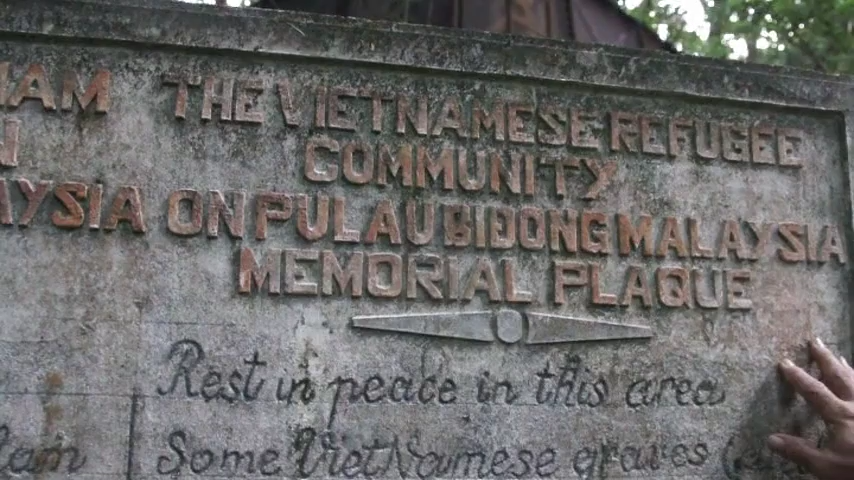 THE VIETNAMESE REFUGEE
COMMUNITY
AYSIA ON PULAU BIDONG MALAYSIA
MEMORIAL PLAQUE
Rest in peace in this area
Some VietNamese graves